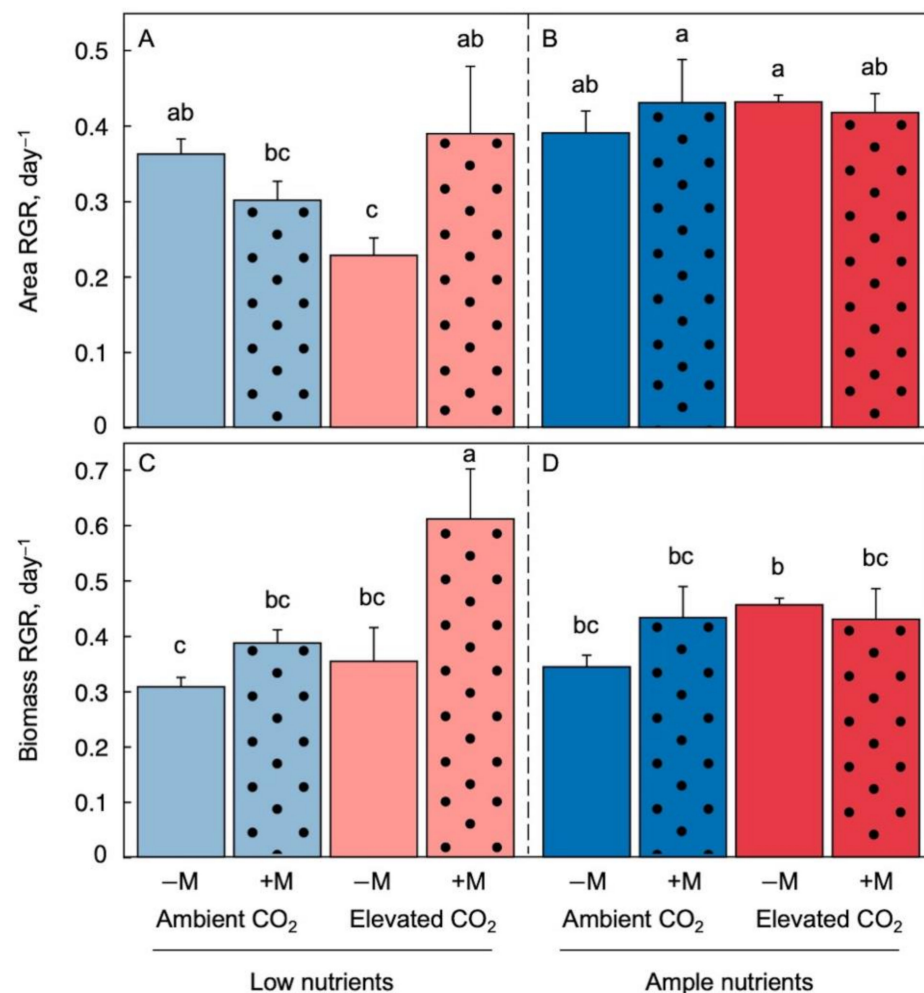 A
B
Area RGR, day⁻¹
0.5
0.4
0.3
0.2
0.1
0
ab
bc
c
ab
ab
a
a
ab
C
D
Biomass RGR, day⁻¹
0.7
0.6
0.5
0.4
0.3
0.2
0.1
0
c
bc
bc
a
bc
bc
b
bc
–M +M –M +M –M +M –M +M
Ambient CO₂ Elevated CO₂ Ambient CO₂ Elevated CO₂
Low nutrients Ample nutrients